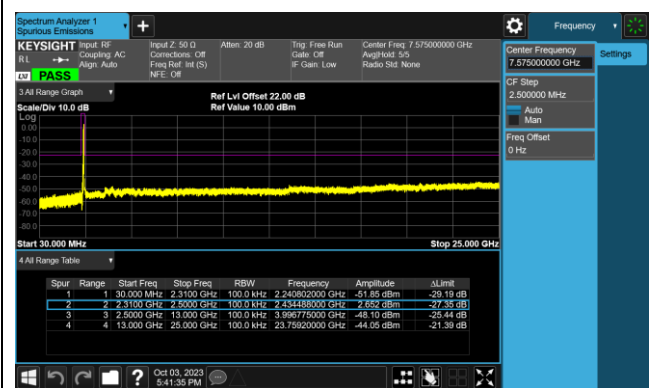 Spectrum Analyzer 1
Spurious Emissions
+
Frequency
KEYSIGHT
RL
LXI
PASS
Input: RF
Coupling: AC
Align: Auto
Input Z: 50 Ω
Corrections: Off
Freq Ref: Int (S)
NFE: Off
Atten: 20 dB
Trig: Free Run
Gate: Off
IF Gain: Low
Center Freq: 7.575000000 GHz
Avg|Hold: 5/5
Radio Std: None
Center Frequency
7.575000000 GHz
Settings
CF Step
2.500000 MHz
Auto
Man
Freq Offset
0 Hz
3 All Range Graph
Scale/Div 10.0 dB
Ref Lvl Offset 22.00 dB
Ref Value 10.00 dBm
Log
0.00
-10.0
-20.0
-30.0
-40.0
-50.0
-60.0
-70.0
-80.0
Start 30.000 MHz
Stop 25.000 GHz
4 All Range Table
Spur Range Start Freq Stop Freq RBW Frequency Amplitude ΔLimit
1 1 30.000 MHz 2.3100 GHz 100.0 kHz 2.240802000 GHz -51.85 dBm -29.19 dB
2 2 2.3100 GHz 2.5000 GHz 100.0 kHz 2.434488000 GHz 2.652 dBm -27.35 dB
3 3 2.5000 GHz 13.000 GHz 100.0 kHz 3.996775000 GHz -48.10 dBm -25.44 dB
4 4 13.000 GHz 25.000 GHz 100.0 kHz 23.75920000 GHz -44.05 dBm -21.39 dB
?
Oct 03, 2023
5:41:35 PM